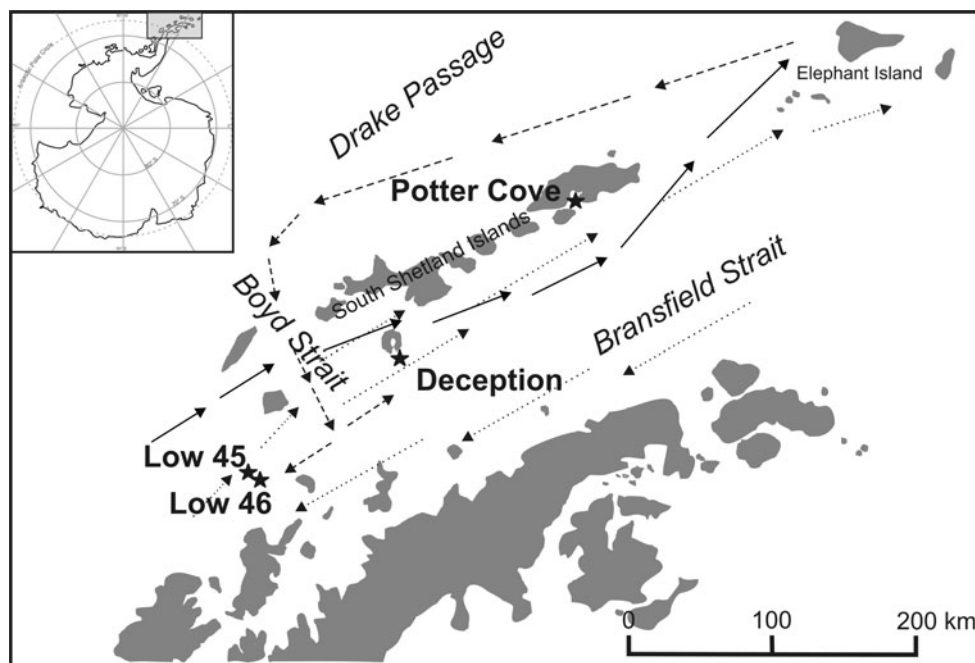 Drake Passage
Elephant Island
Potter Cove
South Shetland Islands
Boyd Strait
Bransfield Strait
Deception
Low 45
Low 46
0 100 200 km